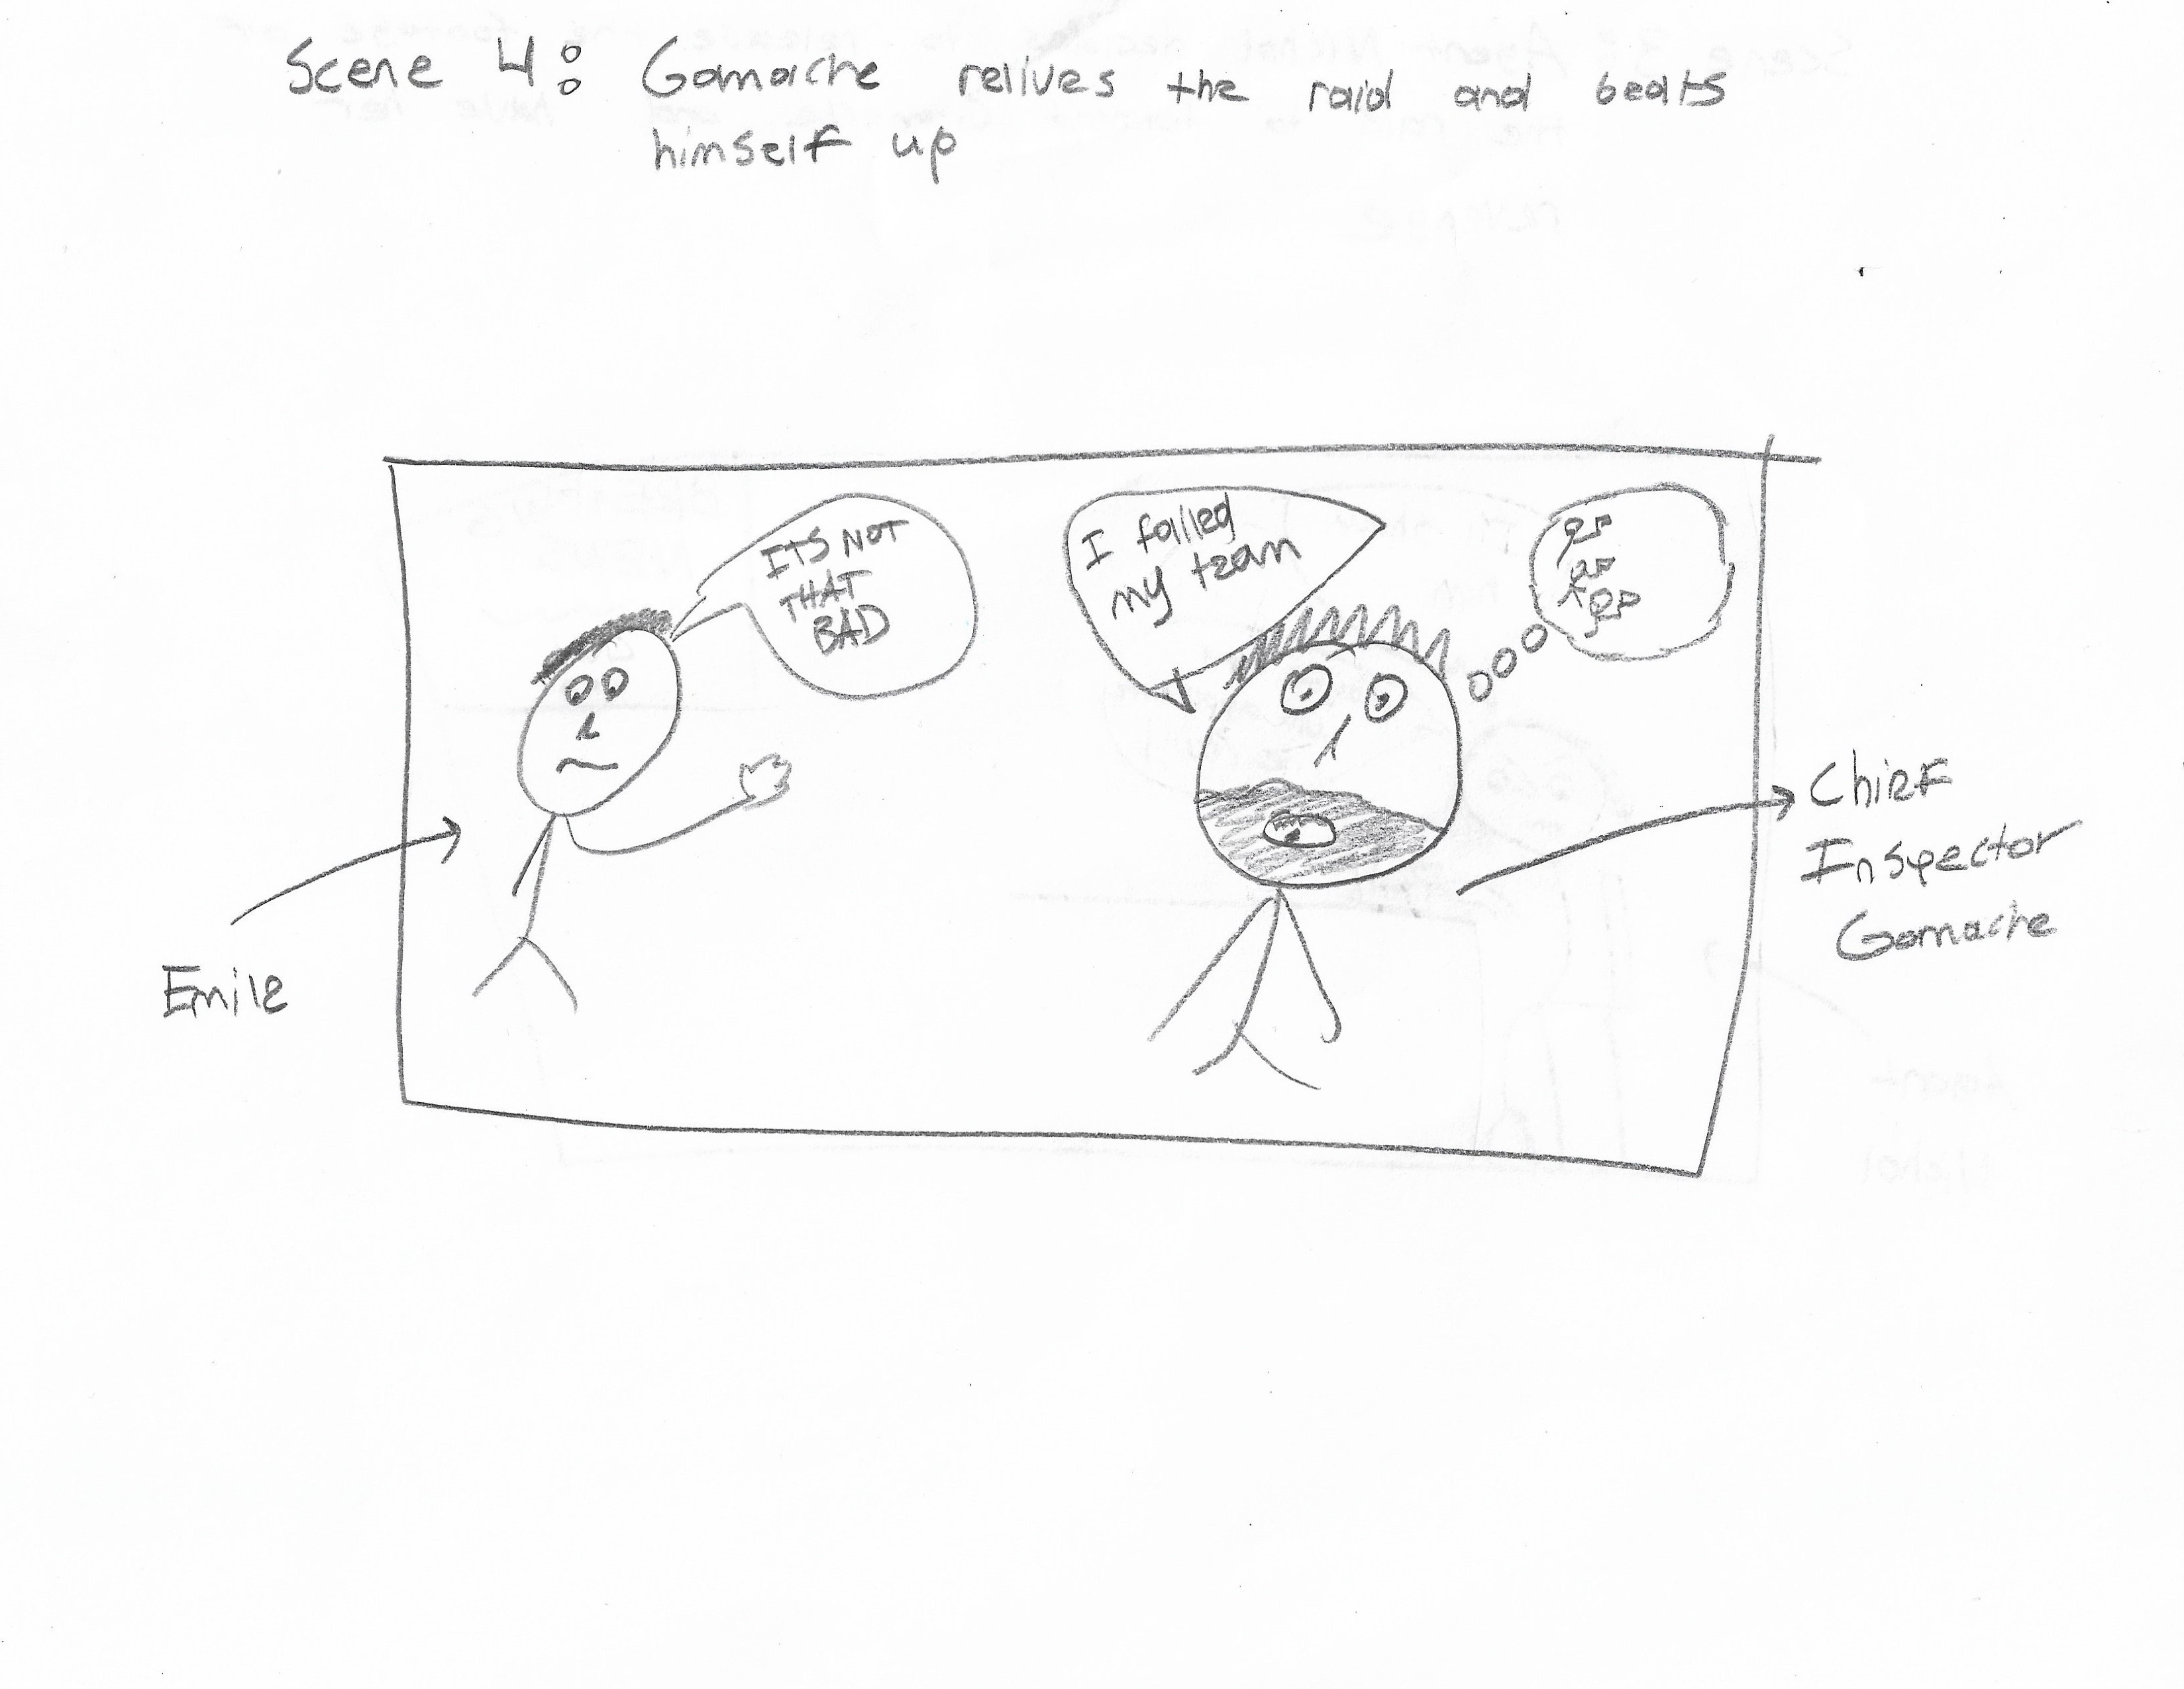 Scene 4: Gamache relives the raid and beats
himself up
ITS NOT
THAT
BAD
I failed
my team
Emile
Chief
Inspector
Gamache